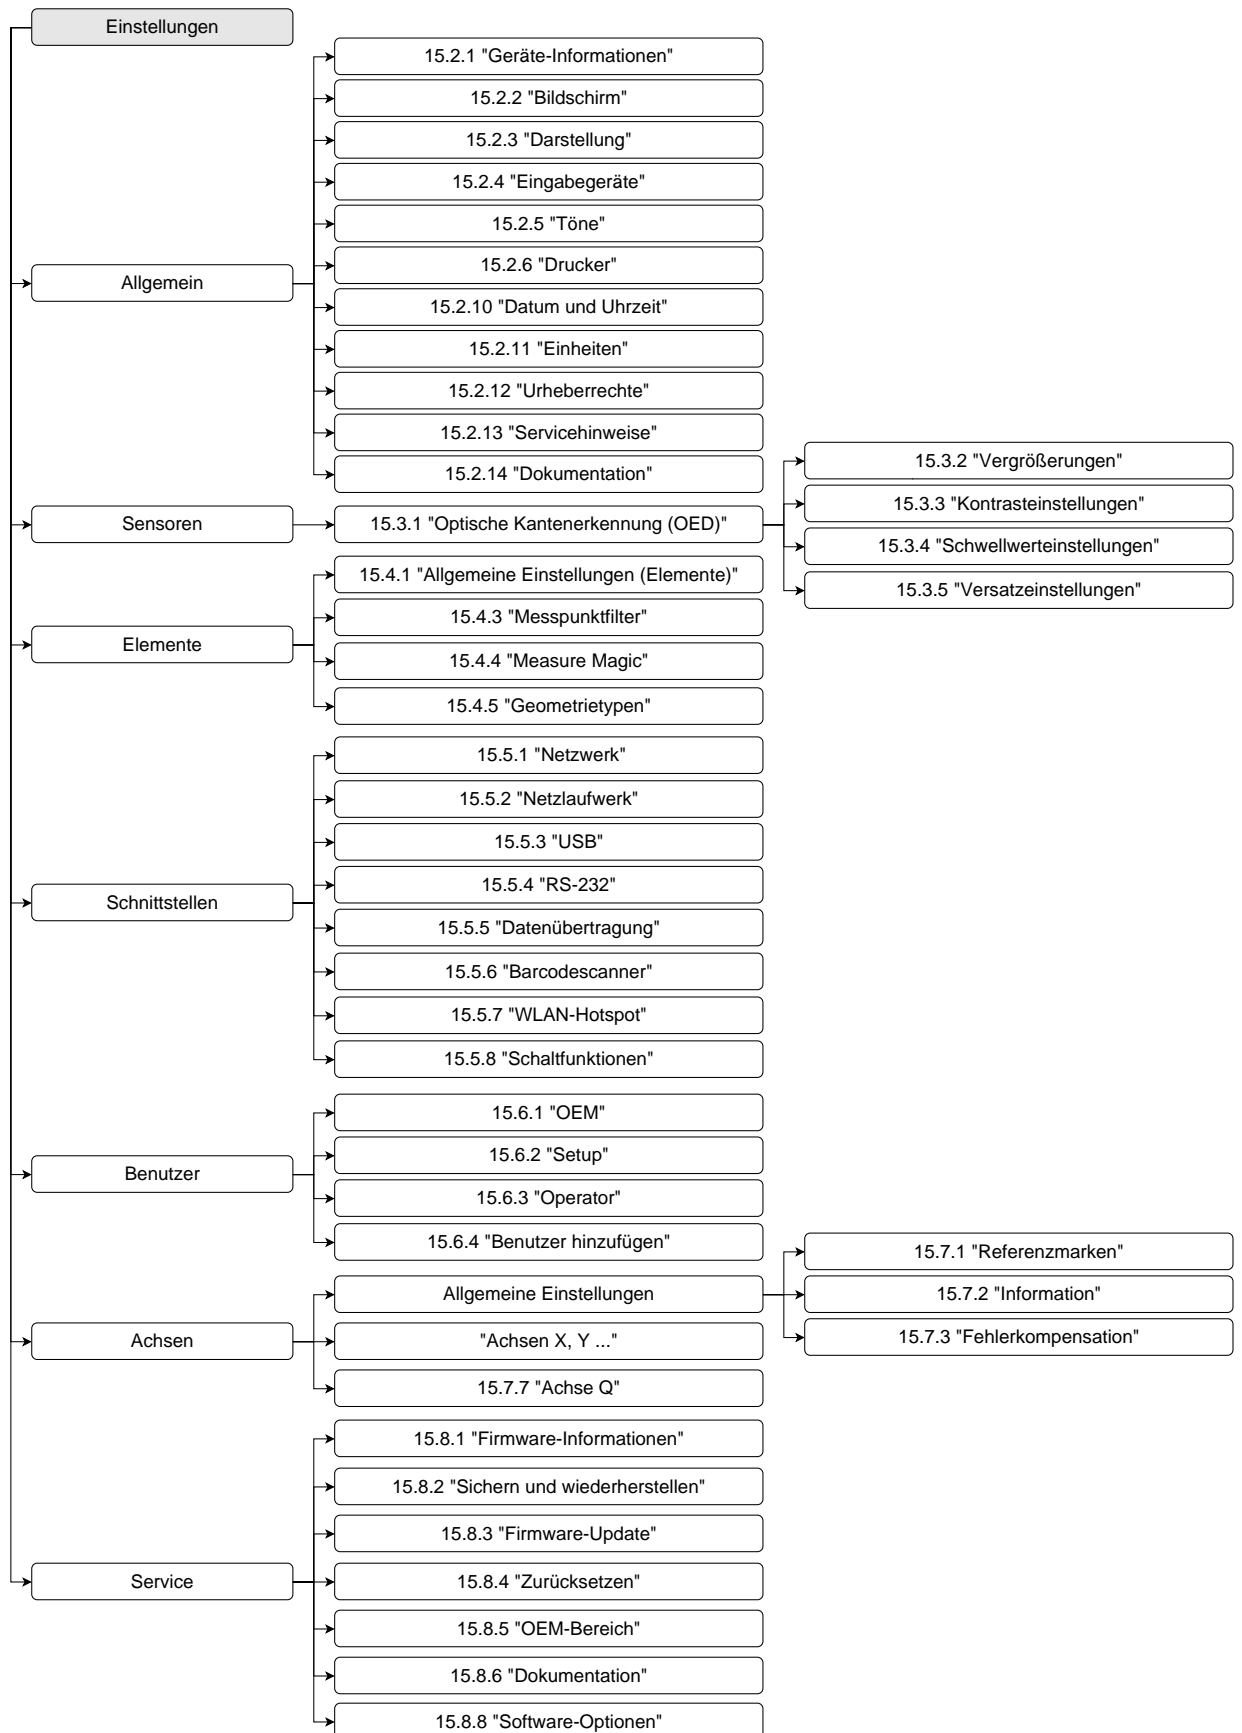 Einstellungen
Allgemein
15.2.1 "Geräte-Informationen"
15.2.2 "Bildschirm"
15.2.3 "Darstellung"
15.2.4 "Eingabegeräte"
15.2.5 "Töne"
15.2.6 "Drucker"
15.2.10 "Datum und Uhrzeit"
15.2.11 "Einheiten"
15.2.12 "Urheberrechte"
15.2.13 "Servicehinweise"
15.2.14 "Dokumentation"
Sensoren
15.3.1 "Optische Kantenerkennung (OED)"
15.3.2 "Vergrößerungen"
15.3.3 "Kontrasteinstellungen"
15.3.4 "Schwellwerteinstellungen"
15.3.5 "Versatzeinstellungen"
Elemente
15.4.1 "Allgemeine Einstellungen (Elemente)"
15.4.3 "Messpunktfilter"
15.4.4 "Measure Magic"
15.4.5 "Geometrietypen"
Schnittstellen
15.5.1 "Netzwerk"
15.5.2 "Netzlaufwerk"
15.5.3 "USB"
15.5.4 "RS-232"
15.5.5 "Datenübertragung"
15.5.6 "Barcodescanner"
15.5.7 "WLAN-Hotspot"
15.5.8 "Schaltfunktionen"
Benutzer
15.6.1 "OEM"
15.6.2 "Setup"
15.6.3 "Operator"
15.6.4 "Benutzer hinzufügen"
Achsen
Allgemeine Einstellungen
15.7.1 "Referenzmarken"
15.7.2 "Information"
15.7.3 "Fehlerkompensation"
"Achsen X, Y ..."
15.7.7 "Achse Q"
Service
15.8.1 "Firmware-Informationen"
15.8.2 "Sichern und wiederherstellen"
15.8.3 "Firmware-Update"
15.8.4 "Zurücksetzen"
15.8.5 "OEM-Bereich"
15.8.6 "Dokumentation"
15.8.8 "Software-Optionen"